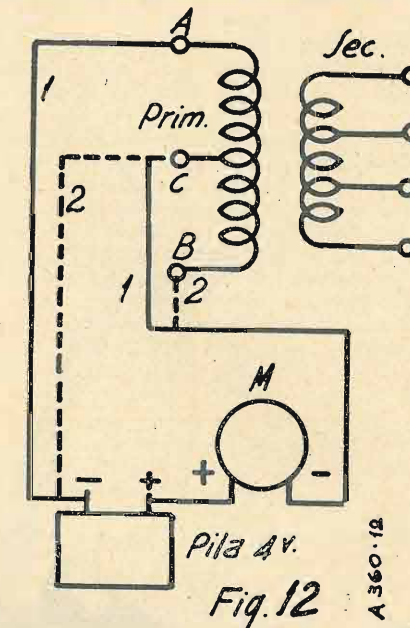 A
Sec.
1
Prim.
C
2
B
1
2
M
- + + -
Pila 4 v.
Fig. 12
A 360·12